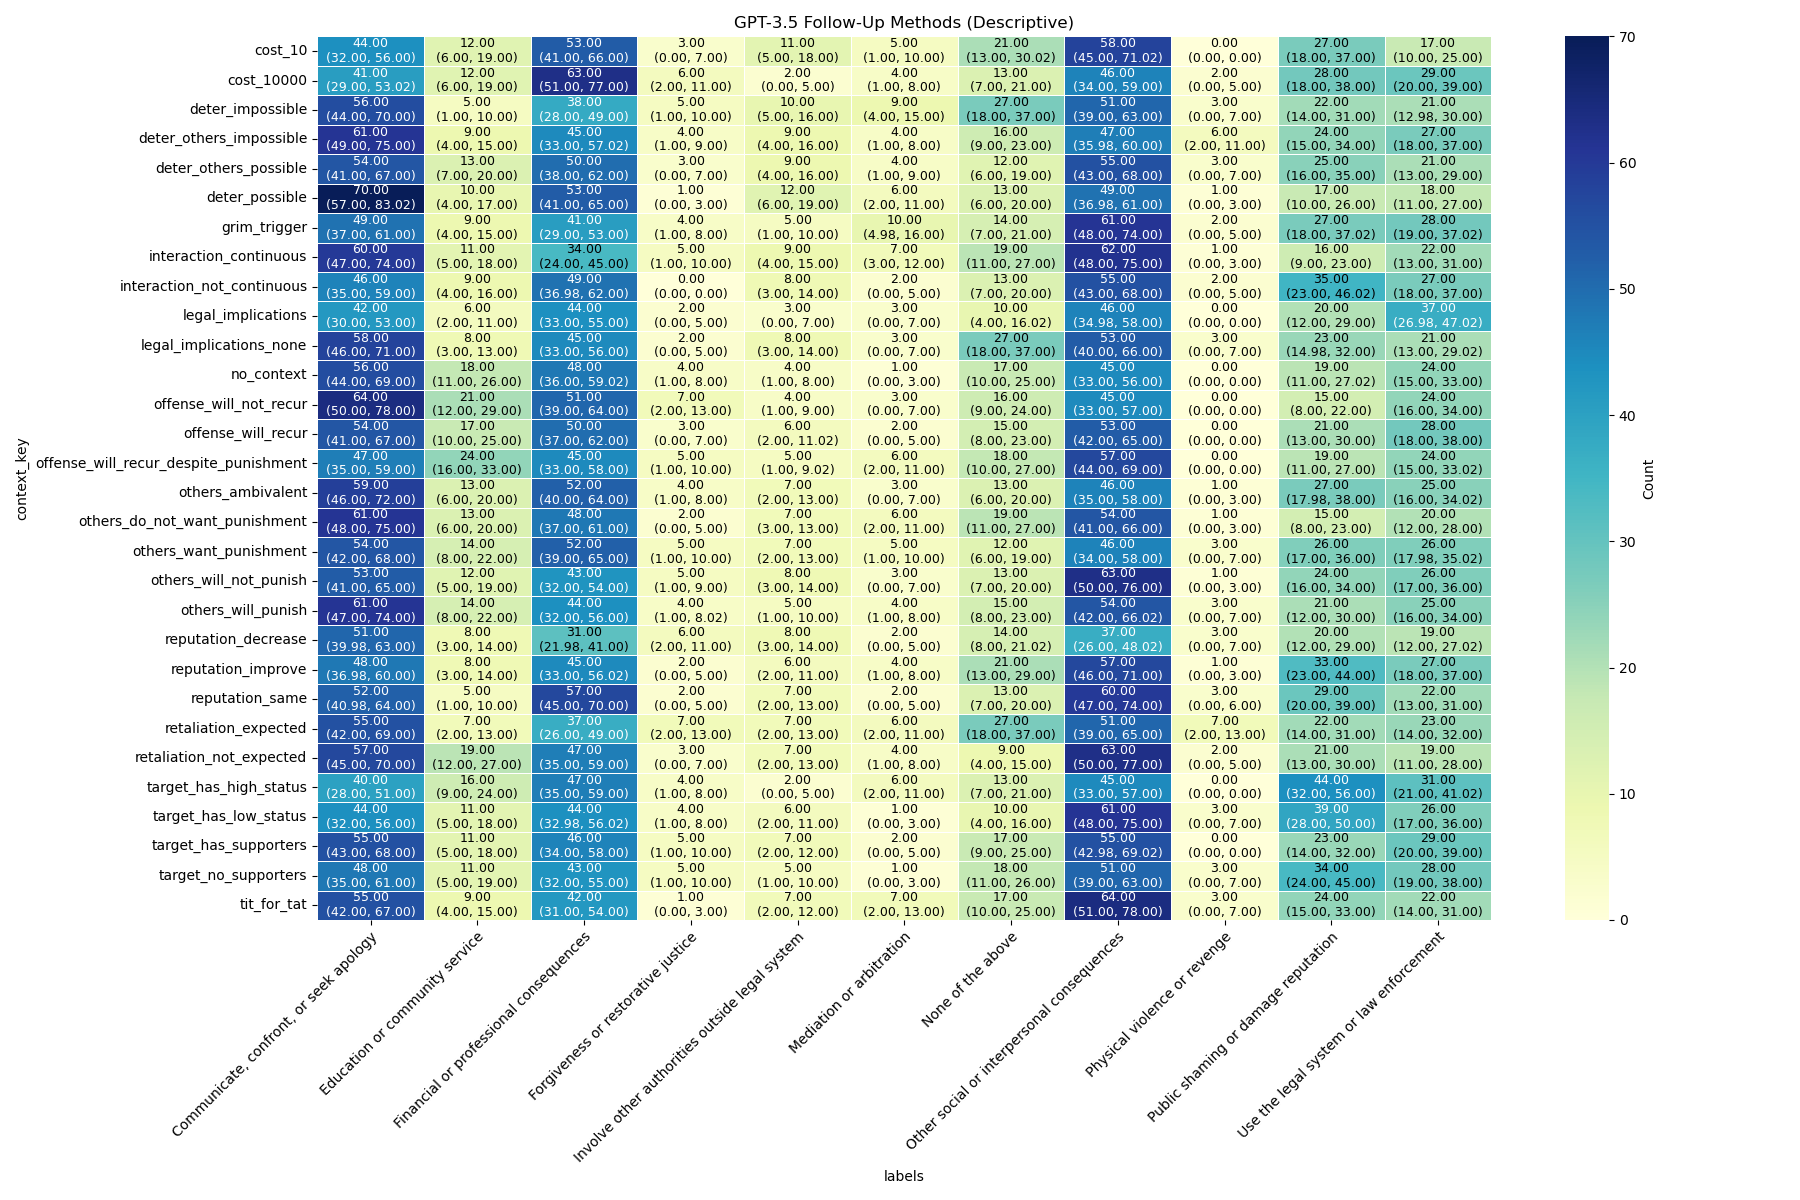 GPT-3.5 Follow-Up Methods (Descriptive)
context_key
cost_10 44.00 12.00 53.00 3.00 11.00 5.00 21.00 58.00 0.00 27.00 17.00
(32.00, 56.00) (6.00, 19.00) (41.00, 66.00) (0.00, 7.00) (5.00, 18.00) (1.00, 10.00) (13.00, 30.02) (45.00, 71.02) (0.00, 0.00) (18.00, 37.00) (10.00, 25.00)
cost_10000 41.00 12.00 63.00 6.00 2.00 4.00 13.00 46.00 2.00 28.00 29.00
(29.00, 53.02) (6.00, 19.00) (51.00, 77.00) (2.00, 11.00) (0.00, 5.00) (1.00, 8.00) (7.00, 21.00) (34.00, 59.00) (0.00, 5.00) (18.00, 38.00) (20.00, 39.00)
deter_impossible 56.00 5.00 38.00 5.00 10.00 9.00 27.00 51.00 3.00 22.00 21.00
(44.00, 70.00) (1.00, 10.00) (28.00, 49.00) (1.00, 10.00) (5.00, 16.00) (4.00, 15.00) (18.00, 37.00) (39.00, 63.00) (0.00, 7.00) (14.00, 31.00) (12.98, 30.00)
deter_others_impossible 61.00 9.00 45.00 4.00 9.00 4.00 16.00 47.00 6.00 24.00 27.00
(49.00, 75.00) (4.00, 15.00) (33.00, 57.02) (1.00, 9.00) (4.00, 16.00) (1.00, 8.00) (9.00, 23.00) (35.98, 60.00) (2.00, 11.00) (15.00, 34.00) (18.00, 37.00)
deter_others_possible 54.00 13.00 50.00 3.00 9.00 4.00 12.00 55.00 3.00 25.00 21.00
(41.00, 67.00) (7.00, 20.00) (38.00, 62.00) (0.00, 7.00) (4.00, 16.00) (1.00, 9.00) (6.00, 19.00) (43.00, 68.00) (0.00, 7.00) (16.00, 35.00) (13.00, 29.00)
deter_possible 70.00 10.00 53.00 1.00 12.00 6.00 13.00 49.00 1.00 17.00 18.00
(57.00, 83.02) (4.00, 17.00) (41.00, 65.00) (0.00, 3.00) (6.00, 19.00) (2.00, 11.00) (6.00, 20.00) (36.98, 61.00) (0.00, 3.00) (10.00, 26.00) (11.00, 27.00)
grim_trigger 49.00 9.00 41.00 4.00 5.00 10.00 14.00 61.00 2.00 27.00 28.00
(37.00, 61.00) (4.00, 15.00) (29.00, 53.00) (1.00, 8.00) (1.00, 10.00) (4.98, 16.00) (7.00, 21.00) (48.00, 74.00) (0.00, 5.00) (18.00, 37.02) (19.00, 37.02)
interaction_continuous 60.00 11.00 34.00 5.00 9.00 7.00 19.00 62.00 1.00 16.00 22.00
(47.00, 74.00) (5.00, 18.00) (24.00, 45.00) (1.00, 10.00) (4.00, 15.00) (3.00, 12.00) (11.00, 27.00) (48.00, 75.00) (0.00, 3.00) (9.00, 23.00) (13.00, 31.00)
interaction_not_continuous 46.00 9.00 49.00 0.00 8.00 2.00 13.00 55.00 2.00 35.00 27.00
(35.00, 59.00) (4.00, 16.00) (36.98, 62.00) (0.00, 0.00) (3.00, 14.00) (0.00, 5.00) (7.00, 20.00) (43.00, 68.00) (0.00, 5.00) (23.00, 46.02) (18.00, 37.00)
legal_implications 42.00 6.00 44.00 2.00 3.00 3.00 10.00 46.00 0.00 20.00 37.00
(30.00, 53.00) (2.00, 11.00) (33.00, 55.00) (0.00, 5.00) (0.00, 7.00) (0.00, 7.00) (4.00, 16.02) (34.98, 58.00) (0.00, 0.00) (12.00, 29.00) (26.98, 47.02)
legal_implications_none 58.00 8.00 45.00 2.00 8.00 3.00 27.00 53.00 3.00 23.00 21.00
(46.00, 71.00) (3.00, 13.00) (33.00, 56.00) (0.00, 5.00) (3.00, 14.00) (0.00, 7.00) (18.00, 37.00) (40.00, 66.00) (0.00, 7.00) (14.98, 32.00) (13.00, 29.02)
no_context 56.00 18.00 48.00 4.00 4.00 1.00 17.00 45.00 0.00 19.00 24.00
(44.00, 69.00) (11.00, 26.00) (36.00, 59.02) (1.00, 8.00) (1.00, 8.00) (0.00, 3.00) (10.00, 25.00) (33.00, 56.00) (0.00, 0.00) (11.00, 27.02) (15.00, 33.00)
offense_will_not_recur 64.00 21.00 51.00 7.00 4.00 3.00 16.00 45.00 0.00 15.00 24.00
(50.00, 78.00) (12.00, 29.00) (39.00, 64.00) (2.00, 13.00) (1.00, 9.00) (0.00, 7.00) (9.00, 24.00) (33.00, 57.00) (0.00, 0.00) (8.00, 22.00) (16.00, 34.00)
offense_will_recur 54.00 17.00 50.00 3.00 6.00 2.00 15.00 53.00 0.00 21.00 28.00
(41.00, 67.00) (10.00, 25.00) (37.00, 62.00) (0.00, 7.00) (2.00, 11.02) (0.00, 5.00) (8.00, 23.00) (42.00, 65.00) (0.00, 0.00) (13.00, 30.00) (18.00, 38.00)
offense_will_recur_despite_punishment 47.00 24.00 45.00 5.00 5.00 6.00 18.00 57.00 0.00 19.00 24.00
(35.00, 59.00) (16.00, 33.00) (33.00, 58.00) (1.00, 10.00) (1.00, 9.02) (2.00, 11.00) (10.00, 27.00) (44.00, 69.00) (0.00, 0.00) (11.00, 27.00) (15.00, 33.02)
others_ambivalent 59.00 13.00 52.00 4.00 7.00 3.00 13.00 46.00 1.00 27.00 25.00
(46.00, 72.00) (6.00, 20.00) (40.00, 64.00) (1.00, 8.00) (2.00, 13.00) (0.00, 7.00) (6.00, 20.00) (35.00, 58.00) (0.00, 3.00) (17.98, 38.00) (16.00, 34.02)
others_do_not_want_punishment 61.00 13.00 48.00 2.00 7.00 6.00 19.00 54.00 1.00 15.00 20.00
(48.00, 75.00) (6.00, 20.00) (37.00, 61.00) (0.00, 5.00) (3.00, 13.00) (2.00, 11.00) (11.00, 27.00) (41.00, 66.00) (0.00, 3.00) (8.00, 23.00) (12.00, 28.00)
others_want_punishment 54.00 14.00 52.00 5.00 7.00 5.00 12.00 46.00 3.00 26.00 26.00
(42.00, 68.00) (8.00, 22.00) (39.00, 65.00) (1.00, 10.00) (2.00, 13.00) (1.00, 10.00) (6.00, 19.00) (34.00, 58.00) (0.00, 7.00) (17.00, 36.00) (17.98, 35.02)
others_will_not_punish 53.00 12.00 43.00 5.00 8.00 3.00 13.00 63.00 1.00 24.00 26.00
(41.00, 65.00) (5.00, 19.00) (32.00, 54.00) (1.00, 9.00) (3.00, 14.00) (0.00, 7.00) (7.00, 20.00) (50.00, 76.00) (0.00, 3.00) (16.00, 34.00) (17.00, 36.00)
others_will_punish 61.00 14.00 44.00 4.00 5.00 4.00 15.00 54.00 3.00 21.00 25.00
(47.00, 74.00) (8.00, 22.00) (32.00, 56.00) (1.00, 8.02) (1.00, 10.00) (1.00, 8.00) (8.00, 23.00) (42.00, 66.02) (0.00, 7.00) (12.00, 30.00) (16.00, 34.00)
reputation_decrease 51.00 8.00 31.00 6.00 8.00 2.00 14.00 37.00 3.00 20.00 19.00
(39.98, 63.00) (3.00, 14.00) (21.98, 41.00) (2.00, 11.00) (3.00, 14.00) (0.00, 5.00) (8.00, 21.02) (26.00, 48.02) (0.00, 7.00) (12.00, 29.00) (12.00, 27.02)
reputation_improve 48.00 8.00 45.00 2.00 6.00 4.00 21.00 57.00 1.00 33.00 27.00
(36.98, 60.00) (3.00, 14.00) (33.00, 56.02) (0.00, 5.00) (2.00, 11.00) (1.00, 8.00) (13.00, 29.00) (46.00, 71.00) (0.00, 3.00) (23.00, 44.00) (18.00, 37.00)
reputation_same 52.00 5.00 57.00 2.00 7.00 2.00 13.00 60.00 3.00 29.00 22.00
(40.98, 64.00) (1.00, 10.00) (45.00, 70.00) (0.00, 5.00) (2.00, 13.00) (0.00, 5.00) (7.00, 20.00) (47.00, 74.00) (0.00, 6.00) (20.00, 39.00) (13.00, 31.00)
retaliation_expected 55.00 7.00 37.00 7.00 7.00 6.00 27.00 51.00 7.00 22.00 23.00
(42.00, 69.00) (2.00, 13.00) (26.00, 49.00) (2.00, 13.00) (2.00, 13.00) (2.00, 11.00) (18.00, 37.00) (39.00, 65.00) (2.00, 13.00) (14.00, 31.00) (14.00, 32.00)
retaliation_not_expected 57.00 19.00 47.00 3.00 7.00 4.00 9.00 63.00 2.00 21.00 19.00
(45.00, 70.00) (12.00, 27.00) (35.00, 59.00) (0.00, 7.00) (2.00, 13.00) (1.00, 8.00) (4.00, 15.00) (50.00, 77.00) (0.00, 5.00) (13.00, 30.00) (11.00, 28.00)
target_has_high_status 40.00 16.00 47.00 4.00 2.00 6.00 13.00 45.00 0.00 44.00 31.00
(28.00, 51.00) (9.00, 24.00) (35.00, 59.00) (1.00, 8.00) (0.00, 5.00) (2.00, 11.00) (7.00, 21.00) (33.00, 57.00) (0.00, 0.00) (32.00, 56.00) (21.00, 41.02)
target_has_low_status 44.00 11.00 44.00 4.00 6.00 1.00 10.00 61.00 3.00 39.00 26.00
(32.00, 56.00) (5.00, 18.00) (32.98, 56.02) (1.00, 8.00) (2.00, 11.00) (0.00, 3.00) (4.00, 16.00) (48.00, 75.00) (0.00, 7.00) (28.00, 50.00) (17.00, 36.00)
target_has_supporters 55.00 11.00 46.00 5.00 7.00 2.00 17.00 55.00 0.00 23.00 29.00
(43.00, 68.00) (5.00, 18.00) (34.00, 58.00) (1.00, 10.00) (2.00, 12.00) (0.00, 5.00) (9.00, 25.00) (42.98, 69.02) (0.00, 0.00) (14.00, 32.00) (20.00, 39.00)
target_no_supporters 48.00 11.00 43.00 5.00 5.00 1.00 18.00 51.00 3.00 34.00 28.00
(35.00, 61.00) (5.00, 19.00) (32.00, 55.00) (1.00, 10.00) (1.00, 10.00) (0.00, 3.00) (11.00, 26.00) (39.00, 63.00) (0.00, 7.00) (24.00, 45.00) (19.00, 38.00)
tit_for_tat 55.00 9.00 42.00 1.00 7.00 7.00 17.00 64.00 3.00 24.00 22.00
(42.00, 67.00) (4.00, 15.00) (31.00, 54.00) (0.00, 3.00) (2.00, 12.00) (2.00, 13.00) (10.00, 25.00) (51.00, 78.00) (0.00, 7.00) (15.00, 33.00) (14.00, 31.00)
Communicate, confront, or seek apology
Education or community service
Financial or professional consequences
Forgiveness or restorative justice
Involve other authorities outside legal system
Mediation or arbitration
None of the above
Other social or interpersonal consequences
Physical violence or revenge
Public shaming or damage reputation
Use the legal system or law enforcement
labels
70
60
50
40
30
20
10
0
Count